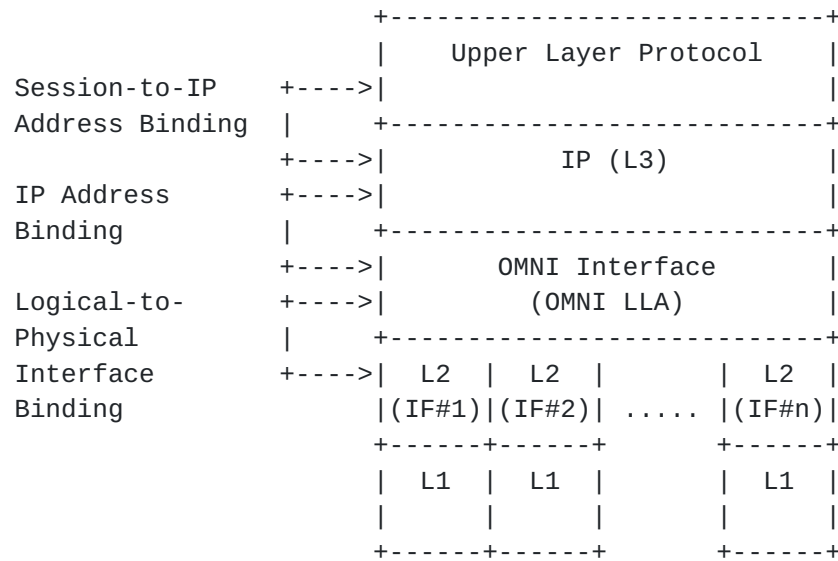 +----------------------------+
                         |    Upper Layer Protocol    |
  Session-to-IP    +---->|                            |
  Address Binding  |     +----------------------------+
                   +---->|           IP (L3)          |
  IP Address       +---->|                            |
  Binding          |     +----------------------------+
                   +---->|       OMNI Interface       |
  Logical-to-      +---->|         (OMNI LLA)         |
  Physical         |     +----------------------------+
  Interface        +---->|  L2  |  L2  |       |  L2  |
  Binding                |(IF#1)|(IF#2)| ..... |(IF#n)|
                         +------+------+       +------+
                         |  L1  |  L1  |       |  L1  |
                         |      |      |       |      |
                         +------+------+       +------+